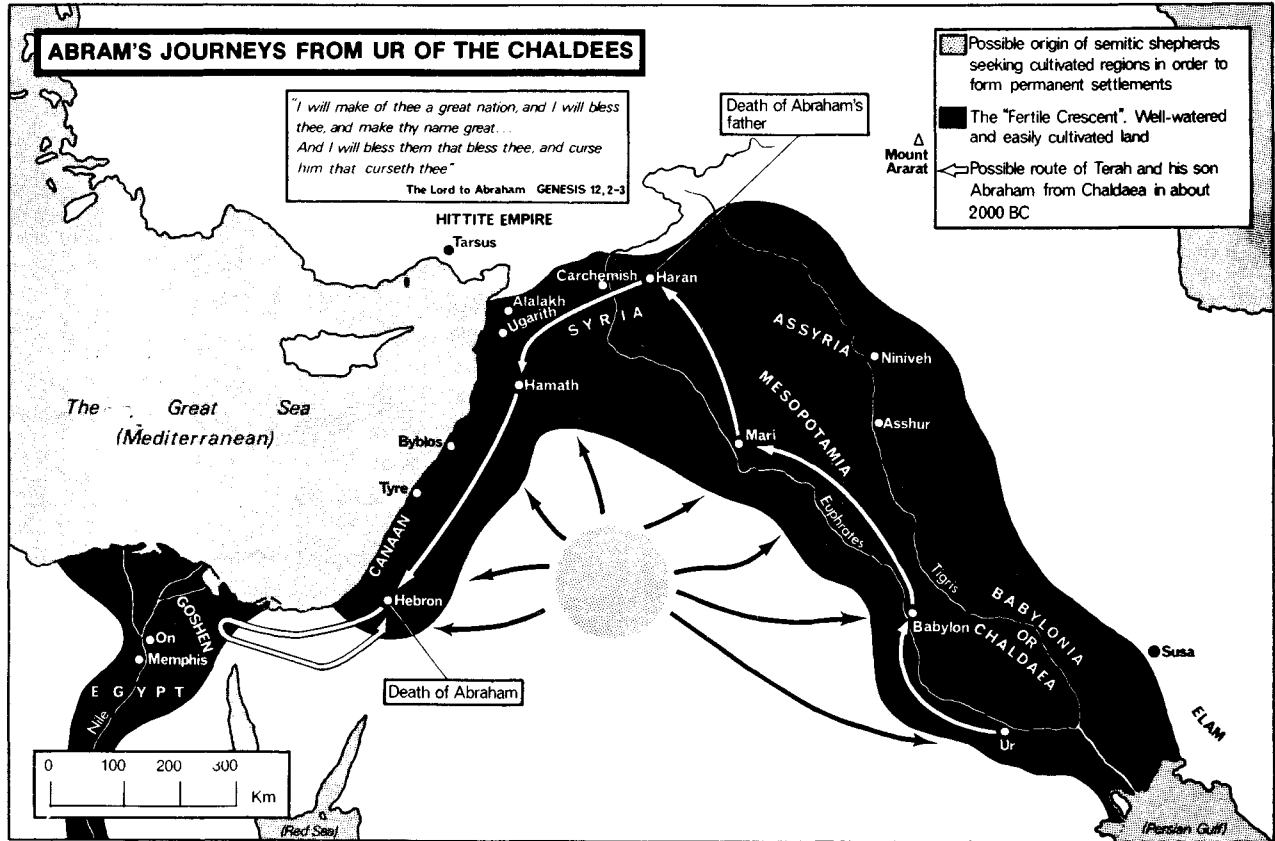 ABRAM'S JOURNEYS FROM UR OF THE CHALDEES
"I will make of thee a great nation, and I will bless
thee, and make thy name great...
And I will bless them that bless thee, and curse
him that curseth thee"
The Lord to Abraham GENESIS 12, 2-3
Possible origin of semitic shepherds
seeking cultivated regions in order to
form permanent settlements
The "Fertile Crescent". Well-watered
and easily cultivated land
Possible route of Terah and his son
Abraham from Chaldaea in about
2000 BC
Death of Abraham's
father
Mount
Ararat
HITTITE EMPIRE
Tarsus
Carchemish
Haran
Alalakh
Ugarith
SYRIA
ASSYRIA
Niniveh
Hamath
MESOPOTAMIA
The Great Sea
(Mediterranean)
Asshur
Byblos
Mari
Tyre
Euphrates
CANAAN
Tigris
Hebron
GOSHEN
BABYLONIA
OR
CHALDAEA
Babylon
On
Memphis
Susa
EGYPT
Death of Abraham
Nile
ELAM
Ur
0 100 200 300
Km
(Red Sea)
(Persian Gulf)